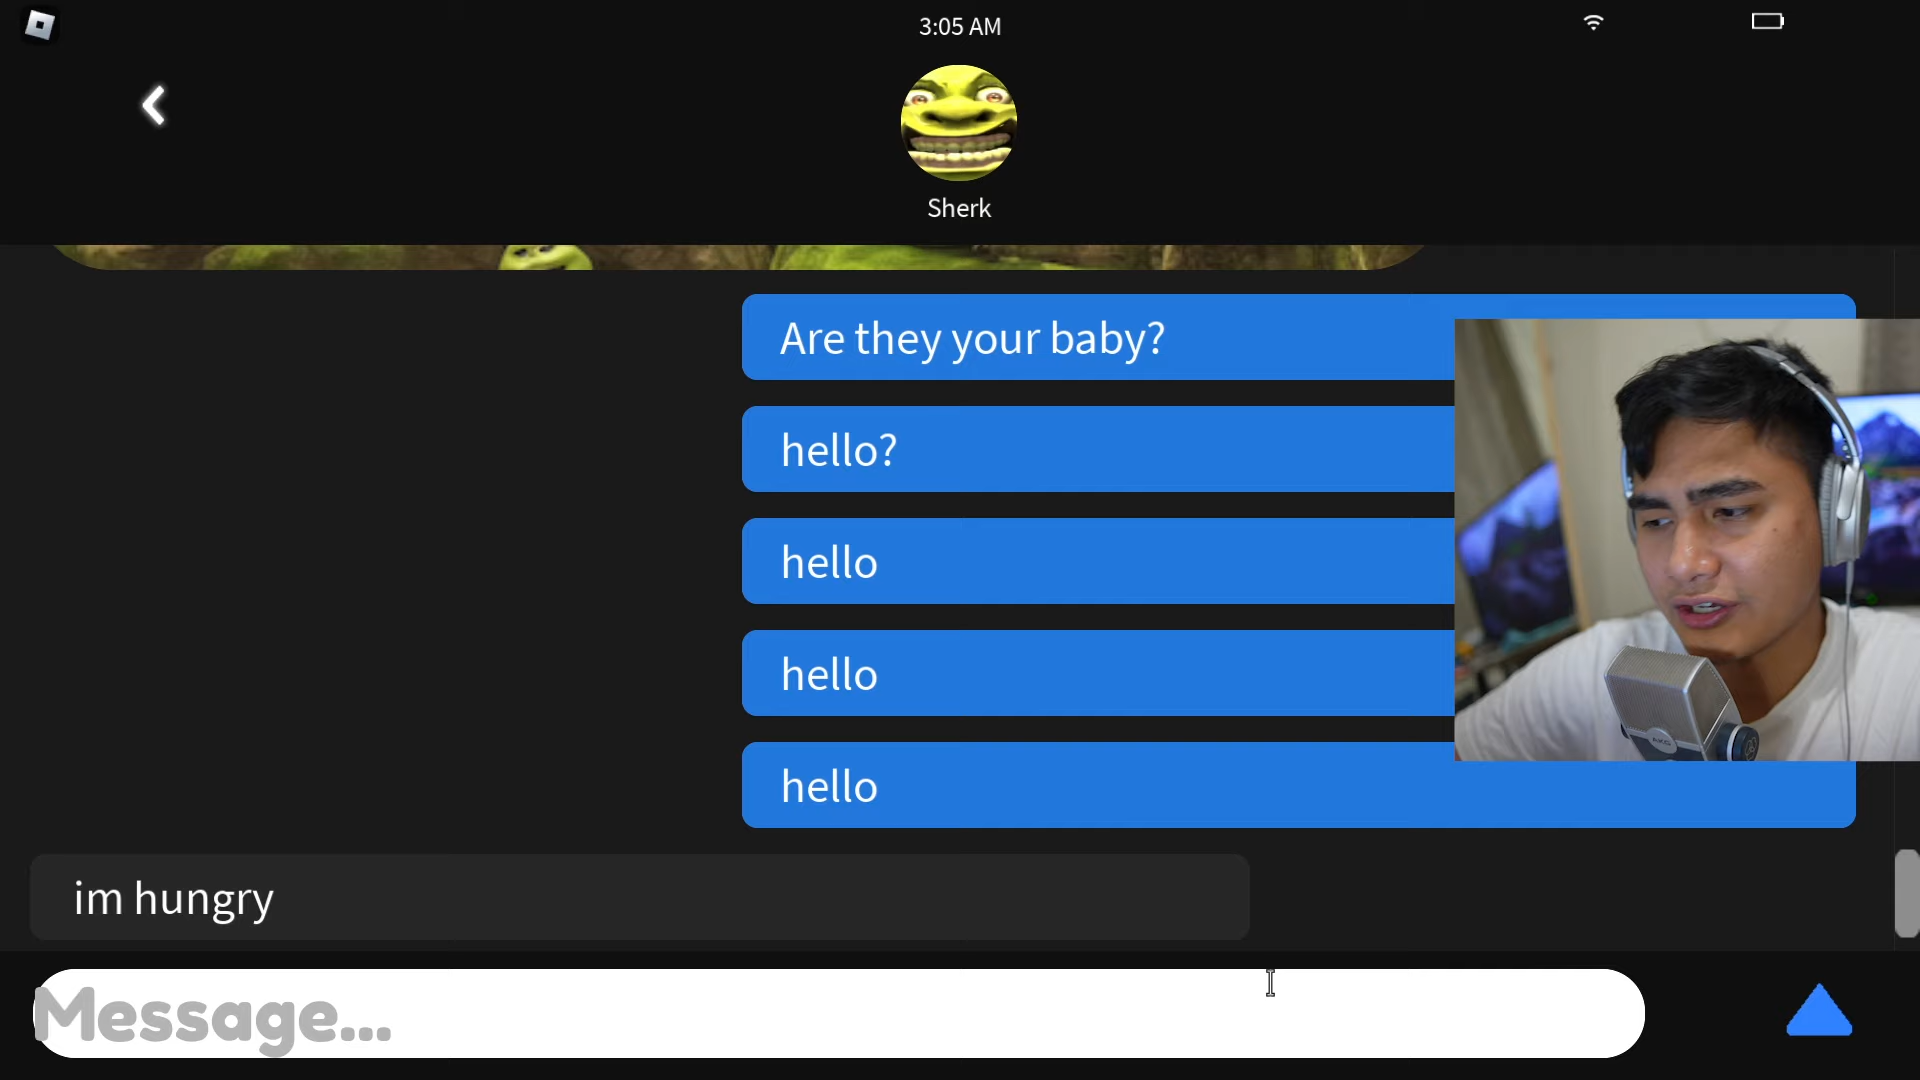 3:05 AM
Sherk
Are they your baby?
hello?
hello
hello
hello
im hungry
Message...